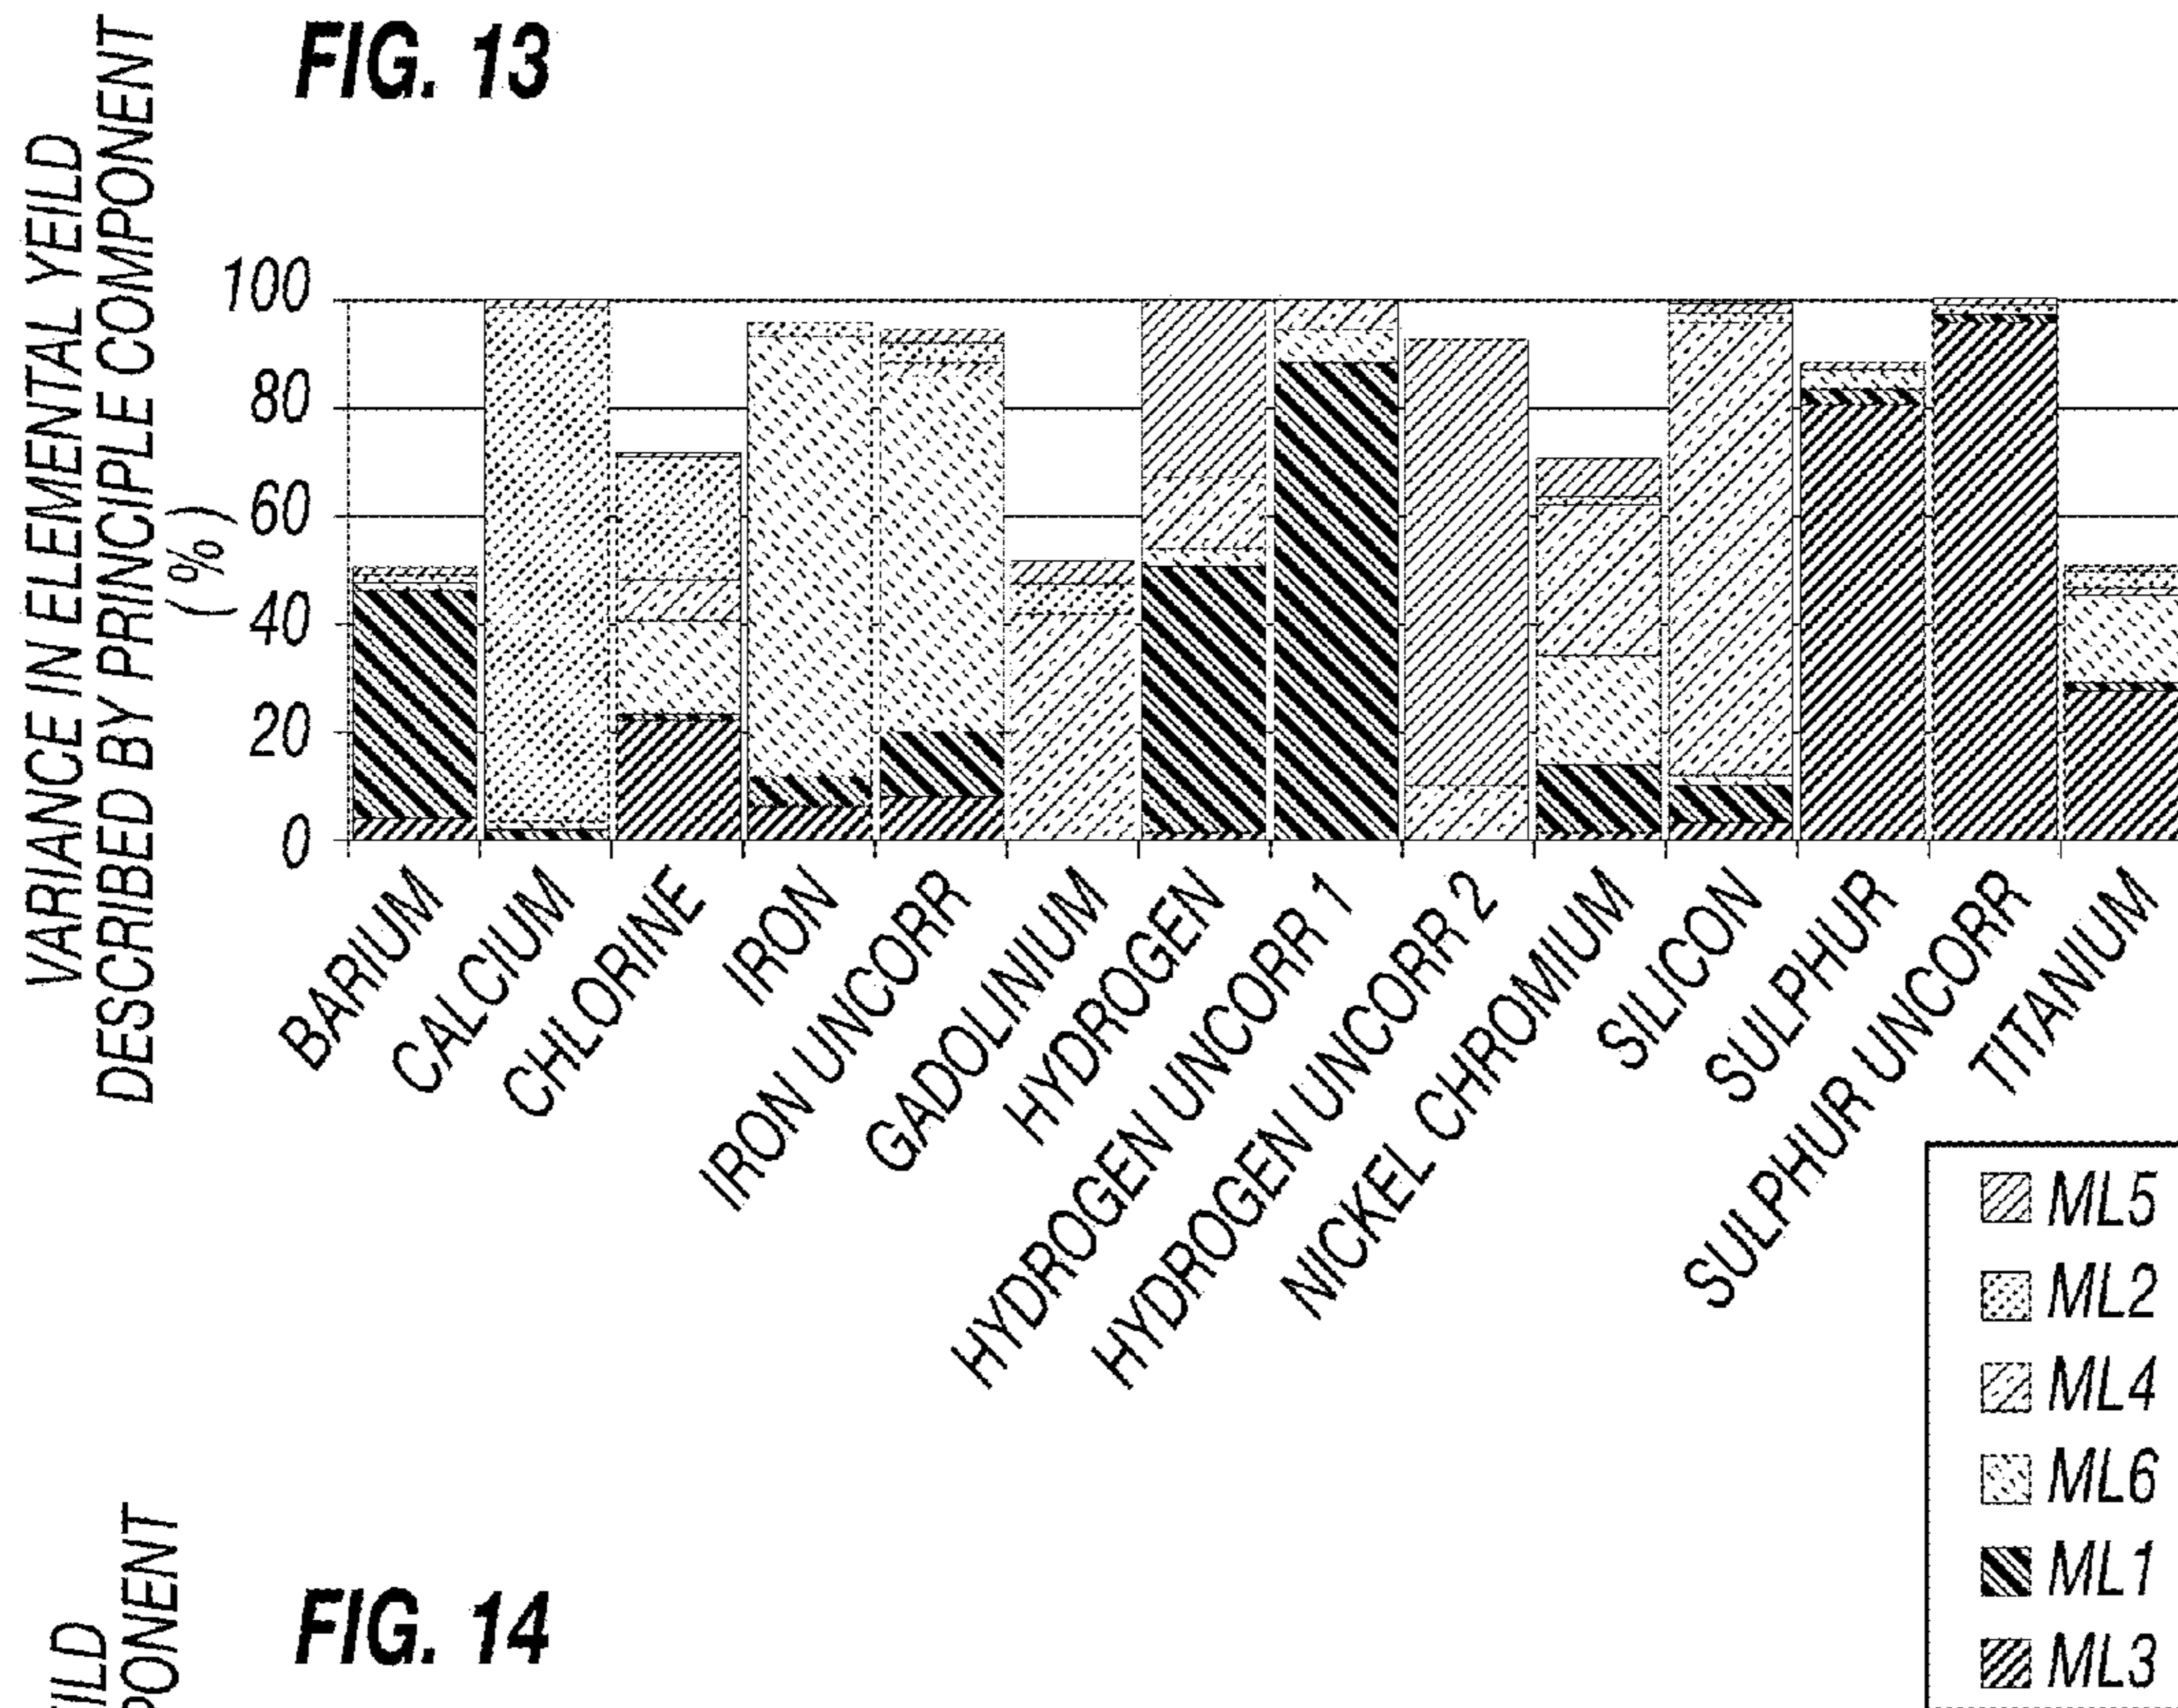 FIG. 13
VARIANCE IN ELEMENTAL YEILD
DESCRIBED BY PRINCIPLE COMPONENT
(%)
100
80
60
40
20
0
BARIUM
CALCIUM
CHLORINE
IRON
IRON UNCORR
GADOLINIUM
HYDROGEN
HYDROGEN UNCORR 1
HYDROGEN UNCORR 2
NICKEL CHROMIUM
SILICON
SULPHUR
SULPHUR UNCORR
TITANIUM
ML5
ML2
ML4
ML6
ML1
ML3
FIG. 14